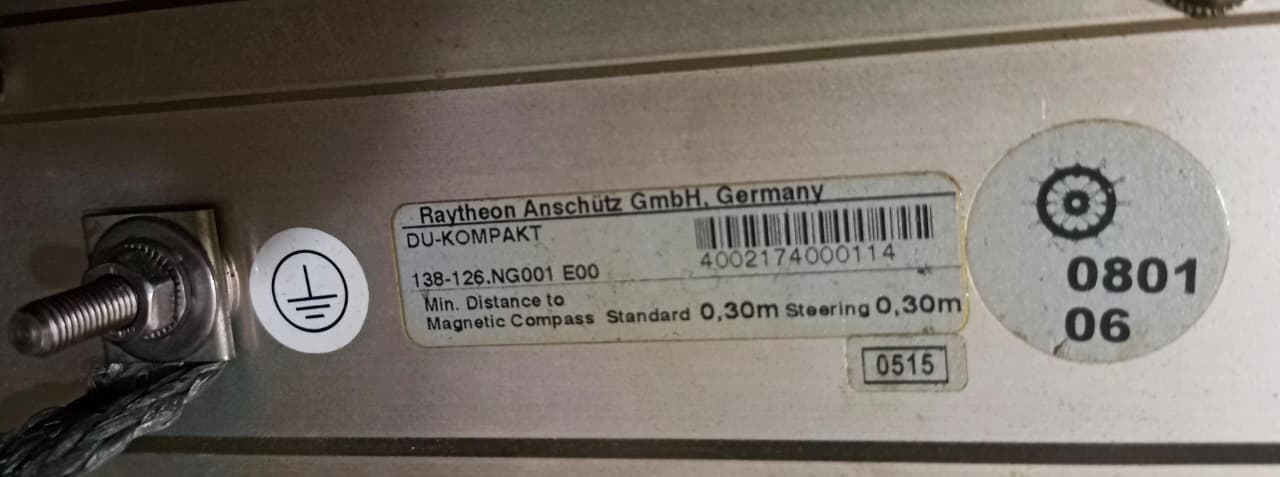 Raytheon Anschütz GmbH, Germany
DU-KOMPAKT
4002174000114
138-126.NG001 E00
Min. Distance to
Magnetic Compass Standard 0,30m Steering 0,30m
0515
0801
06